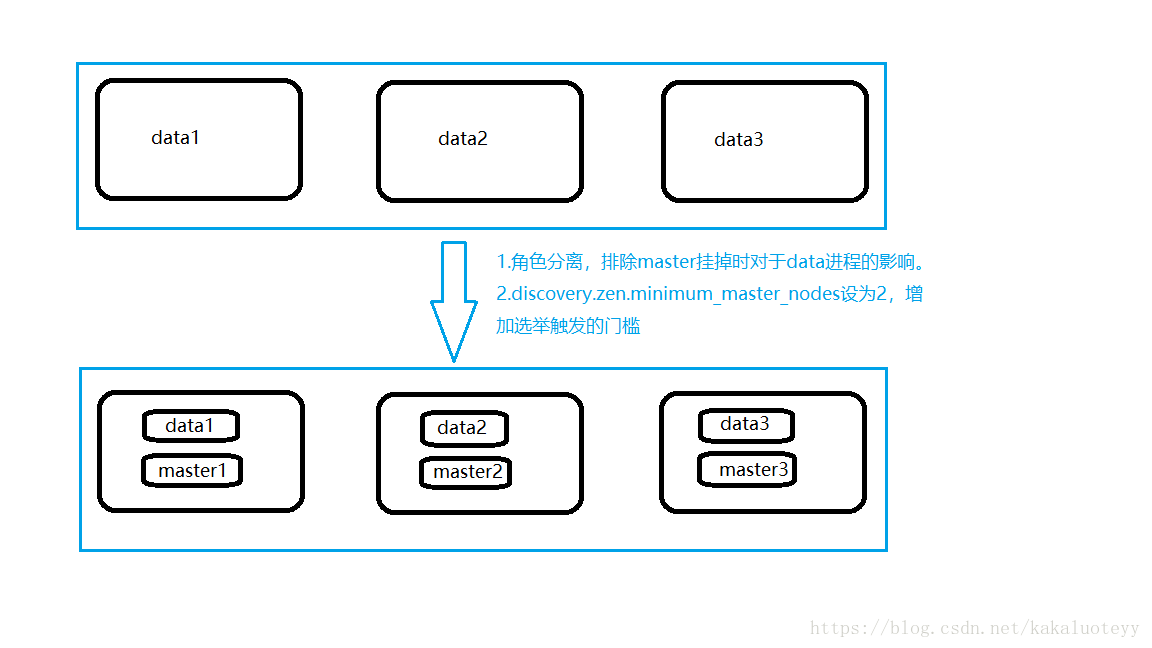 data1
data2
data3
1.角色分离，排除master挂掉时对于data进程的影响。
2.discovery.zen.minimum_master_nodes设为2，增
加选举触发的门槛
data1
data2
data3
master1
master2
master3
https://blog.csdn.net/kakaluoteyy